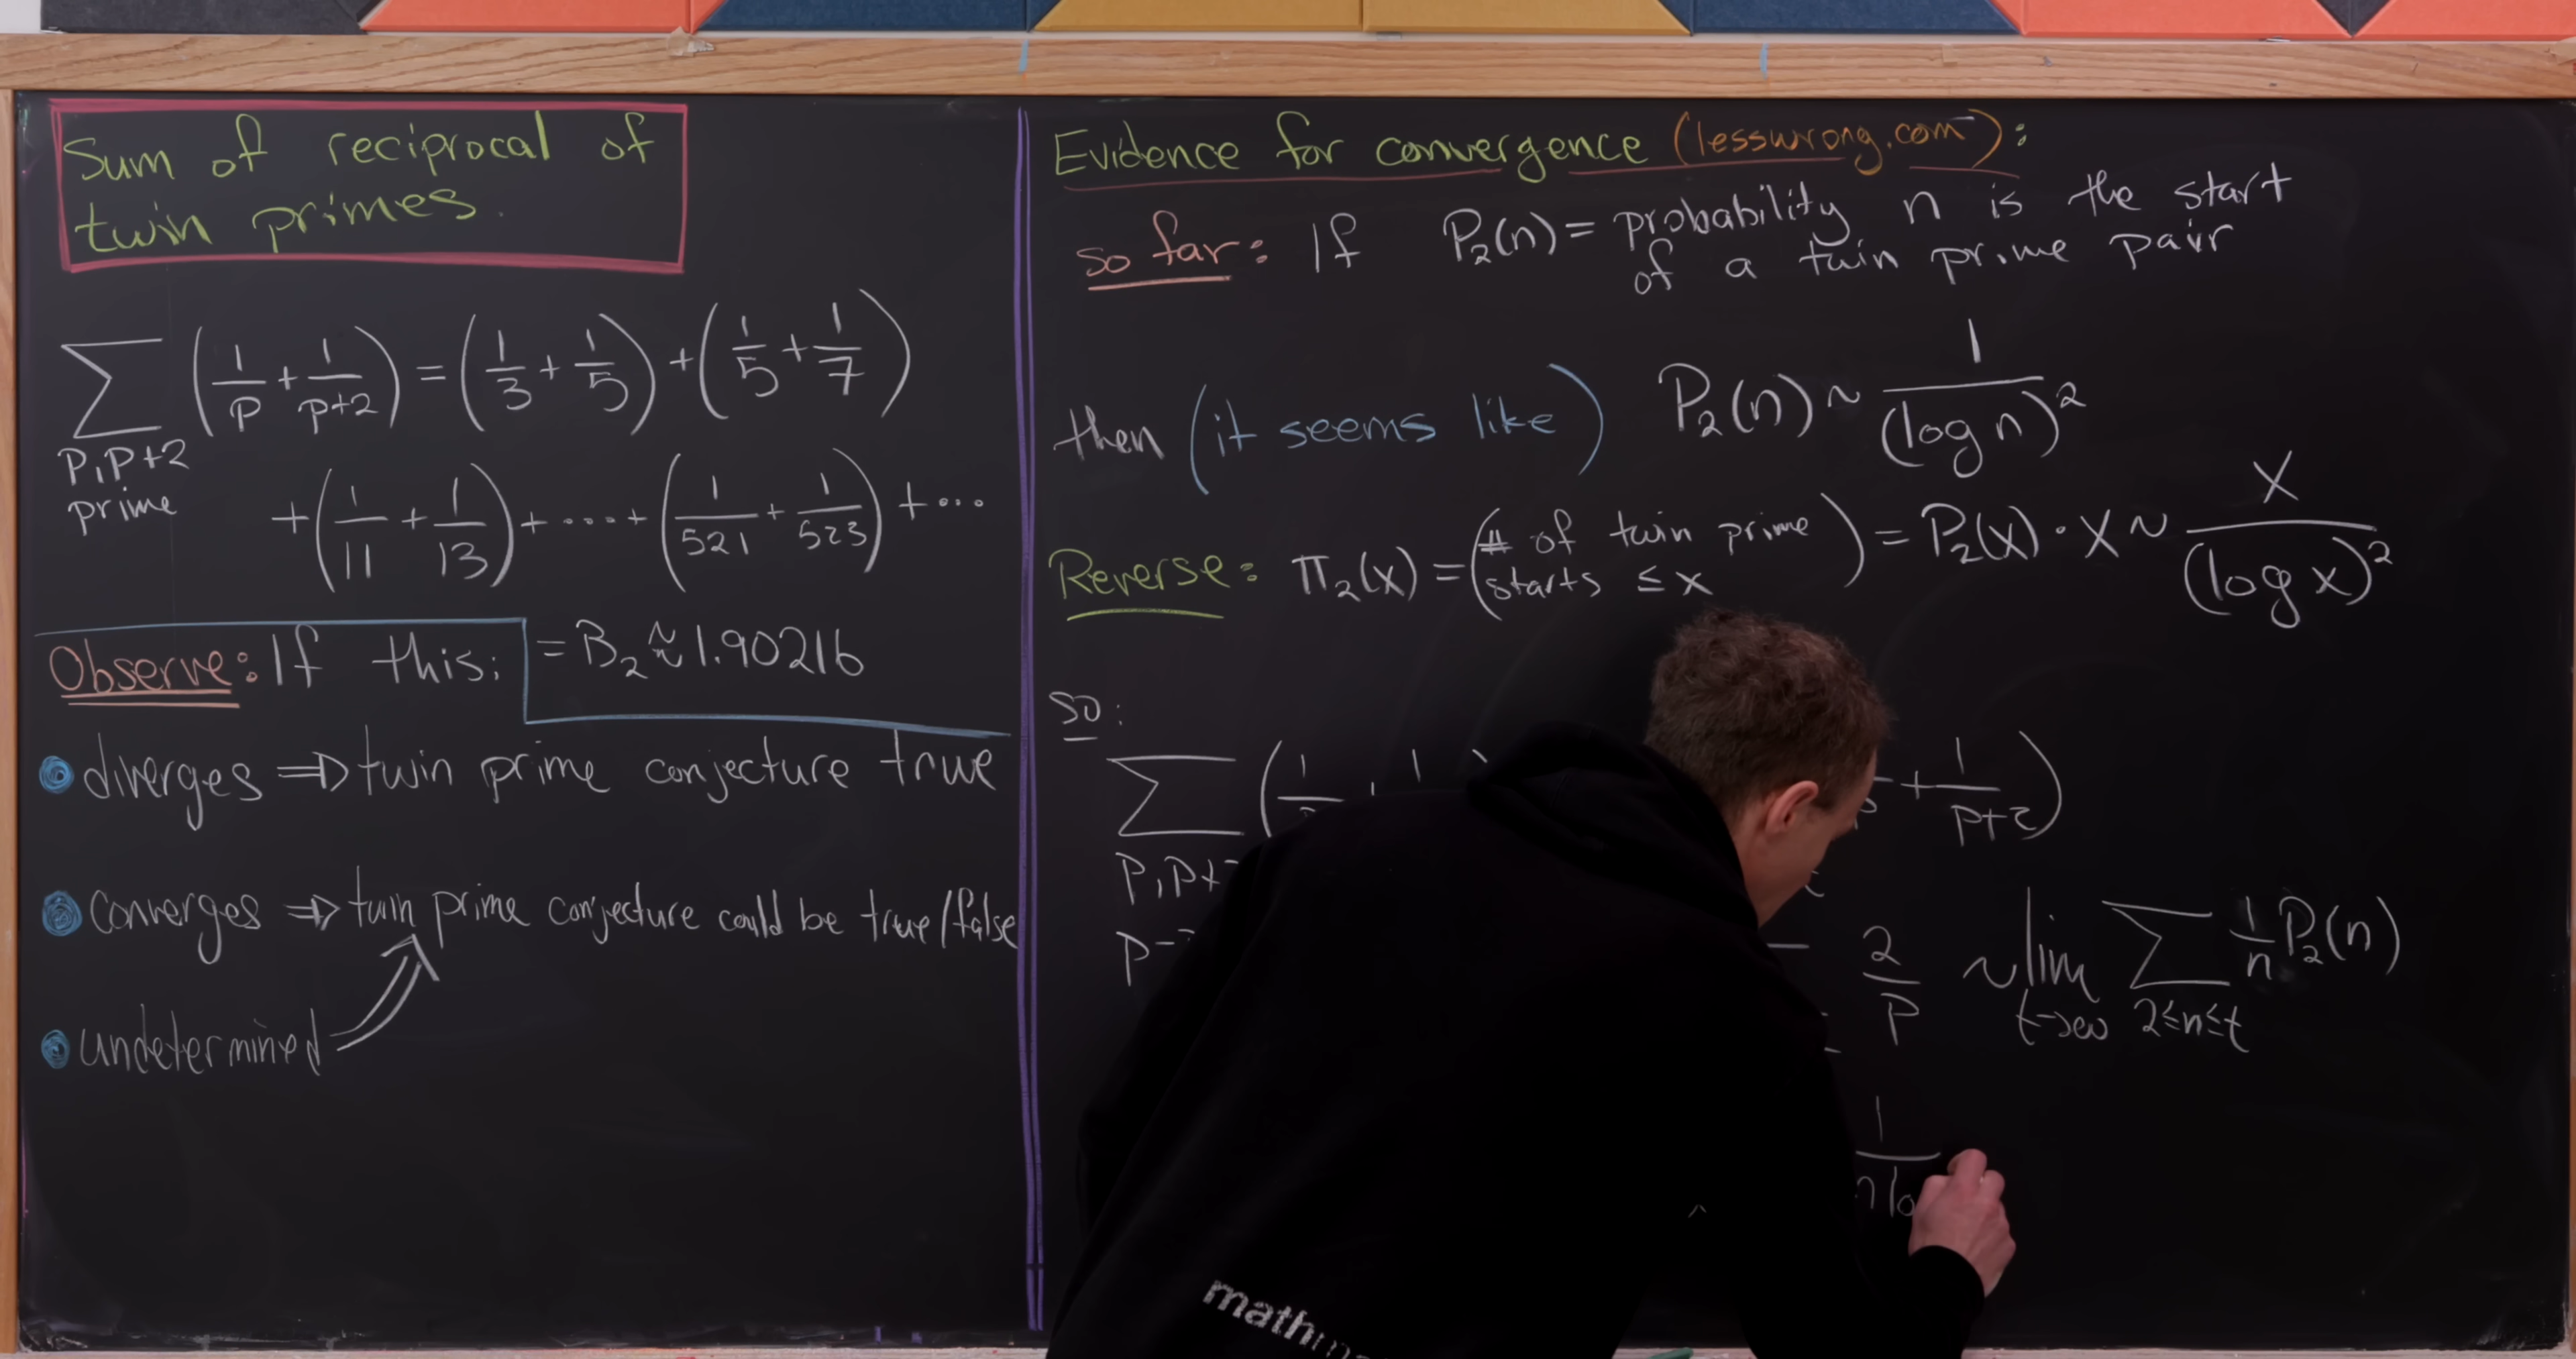 Sum of reciprocal of
twin primes.
∑ (1/p + 1/p+2) = (1/3 + 1/5) + (1/5 + 1/7)
p,p+2
prime
+ (1/11 + 1/13) + ···· + (1/521 + 1/523) + ···
Observe: If this: = B₂ ≈ 1.90216
diverges ⇒ twin prime conjecture true
converges ⇒ twin prime conjecture could be true/false
undetermined
Evidence for convergence (lesswrong.com):
so far: If P₂(n) = probability n is the start
of a twin prime pair
then (it seems like) P₂(n) ~ 1/(log n)²
Reverse: π₂(x) = (# of twin prime starts ≤ x) = P₂(x) · x ~ x/(log x)²
so:
∑ (1/ + 1/p+2)
p,p+
2/p ~ lim t→∞ ∑ 2≤n≤t 1/n P₂(n)
1/nlo
math